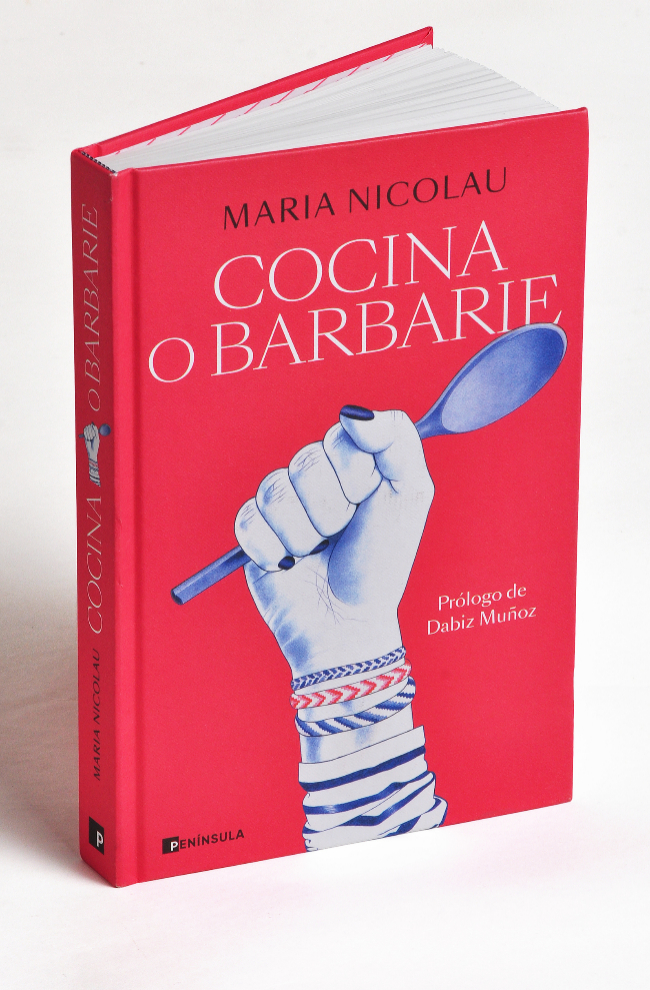 MARIA NICOLAU
COCINA
O BARBARIE
Prólogo de
Dabiz Muñoz
PENÍNSULA
MARIA NICOLAU
COCINA O BARBARIE
P